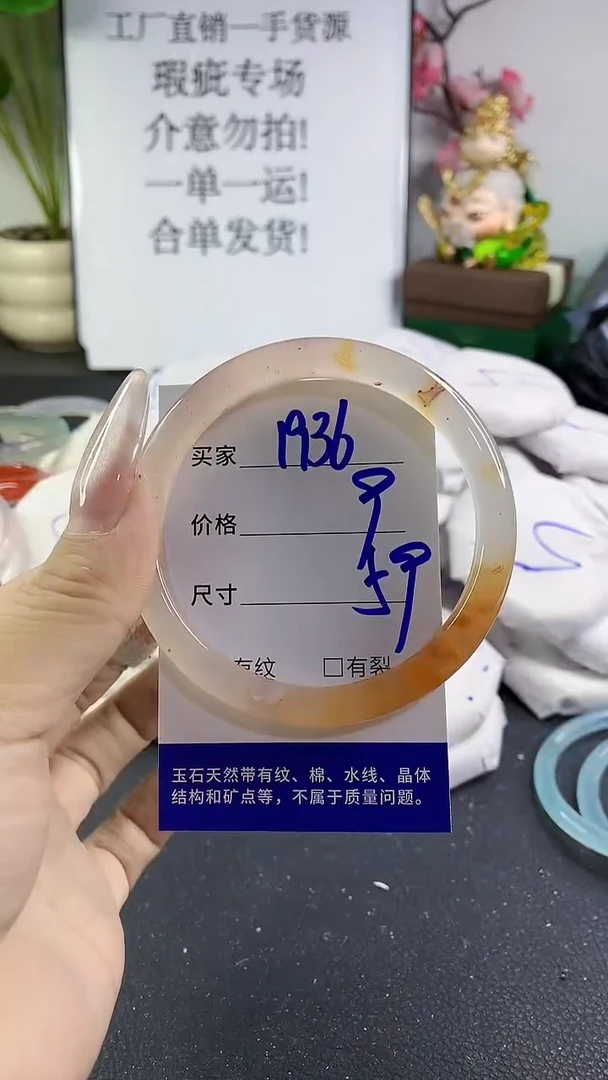 工厂直销一手货源
瑕疵专场
介意勿拍!
一单一运!
合单发货!
买家 1936
价格 9
尺寸 59
有纹 □有裂
玉石天然带有纹、棉、水线、晶体
结构和矿点等，不属于质量问题。